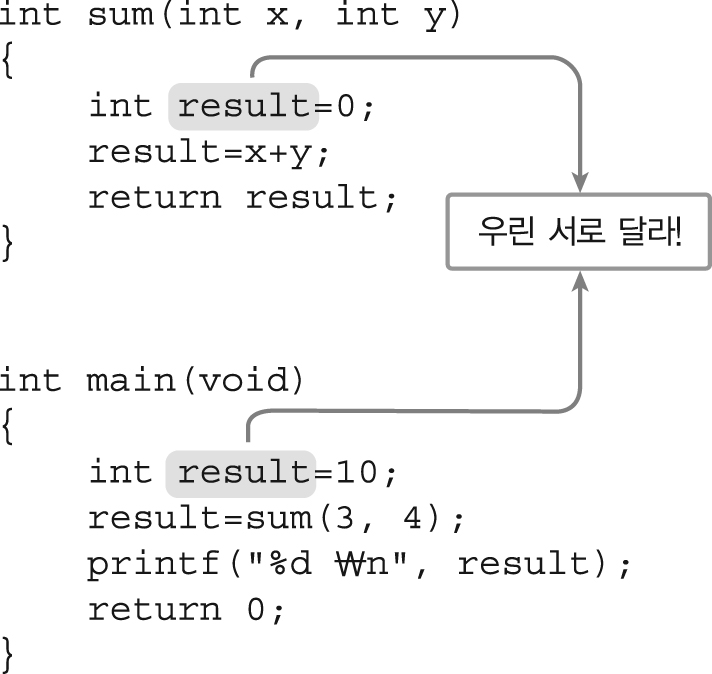 int sum(int x, int y)
{
int result=0;
result=x+y;
return result;
}
우린 서로 달라!
int main(void)
{
int result=10;
result=sum(3, 4);
printf("%d ₩n", result);
return 0;
}